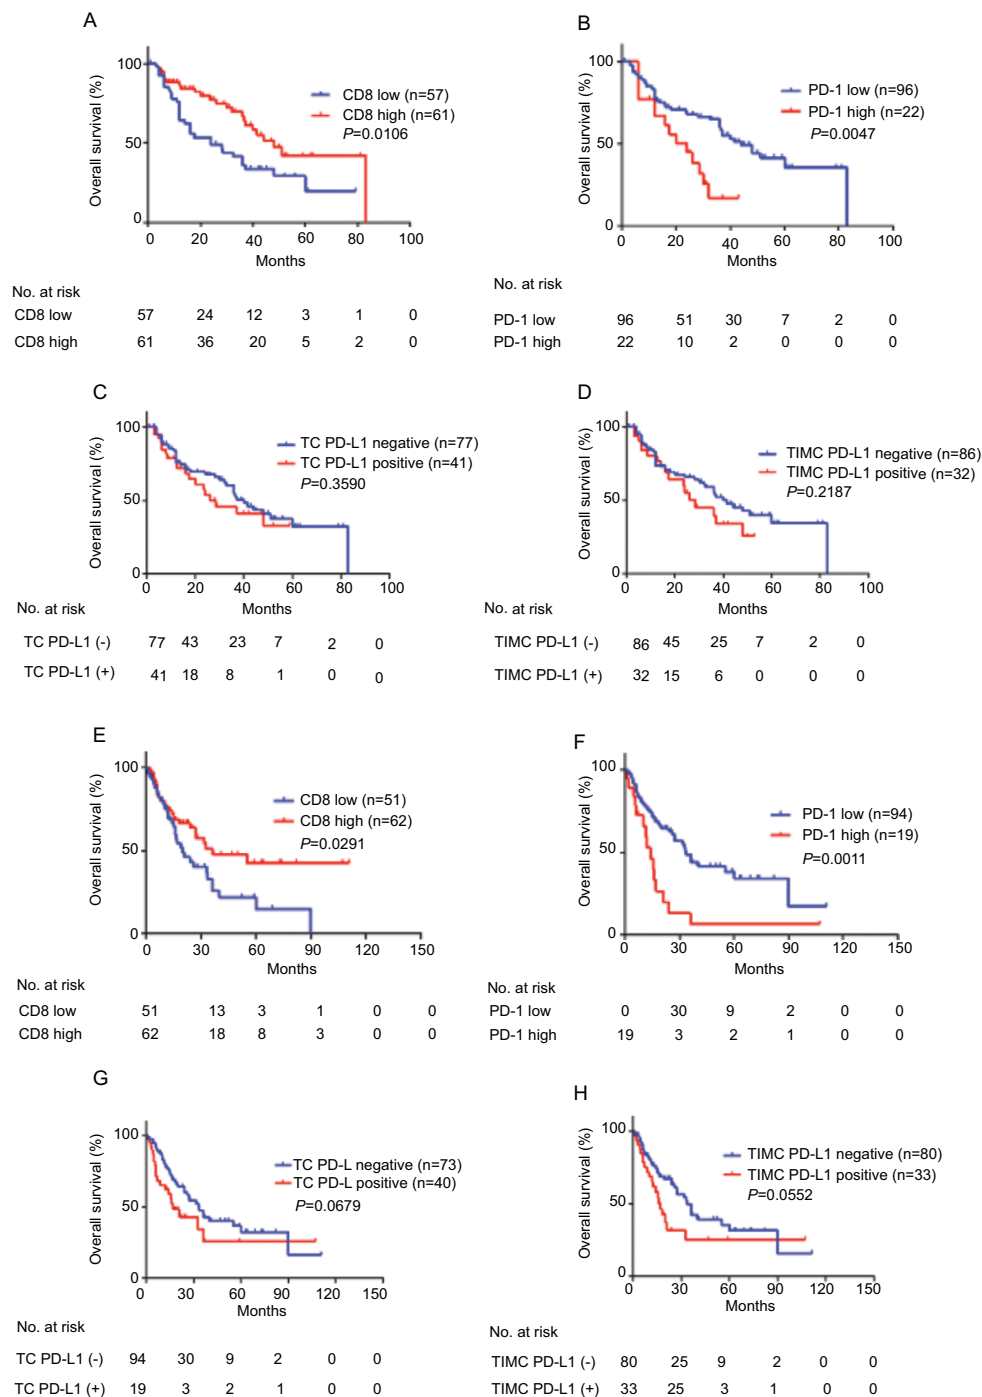 A
Overall survival (%)
100
50
0
CD8 low (n=57)
CD8 high (n=61)
P=0.0106
0 20 40 60 80 100
Months
No. at risk
CD8 low 57 24 12 3 1 0
CD8 high 61 36 20 5 2 0
B
Overall survival (%)
100
50
0
PD-1 low (n=96)
PD-1 high (n=22)
P=0.0047
0 20 40 60 80 100
Months
No. at risk
PD-1 low 96 51 30 7 2 0
PD-1 high 22 10 2 0 0 0
C
Overall survival (%)
100
50
0
TC PD-L1 negative (n=77)
TC PD-L1 positive (n=41)
P=0.3590
0 20 40 60 80 100
Months
No. at risk
TC PD-L1 (-) 77 43 23 7 2 0
TC PD-L1 (+) 41 18 8 1 0 0
D
Overall survival (%)
100
50
0
TIMC PD-L1 negative (n=86)
TIMC PD-L1 positive (n=32)
P=0.2187
0 20 40 60 80 100
Months
No. at risk
TIMC PD-L1 (-) 86 45 25 7 2 0
TIMC PD-L1 (+) 32 15 6 0 0 0
E
Overall survival (%)
100
50
0
CD8 low (n=51)
CD8 high (n=62)
P=0.0291
0 30 60 90 120 150
Months
No. at risk
CD8 low 51 13 3 1 0 0
CD8 high 62 18 8 3 0 0
F
Overall survival (%)
100
50
0
PD-1 low (n=94)
PD-1 high (n=19)
P=0.0011
0 30 60 90 120 150
Months
No. at risk
PD-1 low 0 30 9 2 0 0
PD-1 high 19 3 2 1 0 0
G
Overall survival (%)
100
50
0
TC PD-L negative (n=73)
TC PD-L positive (n=40)
P=0.0679
0 30 60 90 120 150
Months
No. at risk
TC PD-L1 (-) 94 30 9 2 0 0
TC PD-L1 (+) 19 3 2 1 0 0
H
Overall survival (%)
100
50
0
TIMC PD-L1 negative (n=80)
TIMC PD-L1 positive (n=33)
P=0.0552
0 30 60 90 120 150
Months
No. at risk
TIMC PD-L1 (-) 80 25 9 2 0 0
TIMC PD-L1 (+) 33 25 3 1 0 0